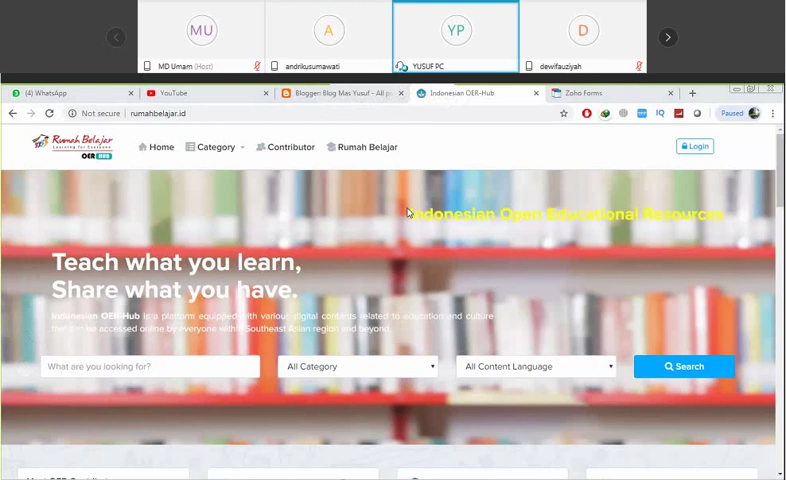 MU
A
YP
D
MD Umam (Host)
andrikusumawati
YUSUF PC
dewifauziyah
(4) WhatsApp
YouTube
Blogger: Blog Mas Yusuf - All p
Indonesian OER-Hub
Zoho Forms
Not secure
rumahbelajar.id
IQ
Paused
Rumah Belajar
Learning for Everyone
OER HUB
Home
Category
Contributor
Rumah Belajar
Login
Indonesian Open Educational Resources
Teach what you learn,
Share what you have.
Indonesian OER-Hub is a platform equipped with various digital contents related to education and culture
that can be accessed online by everyone within Southeast Asian region and beyond.
What are you looking for?
All Category
All Content Language
Search